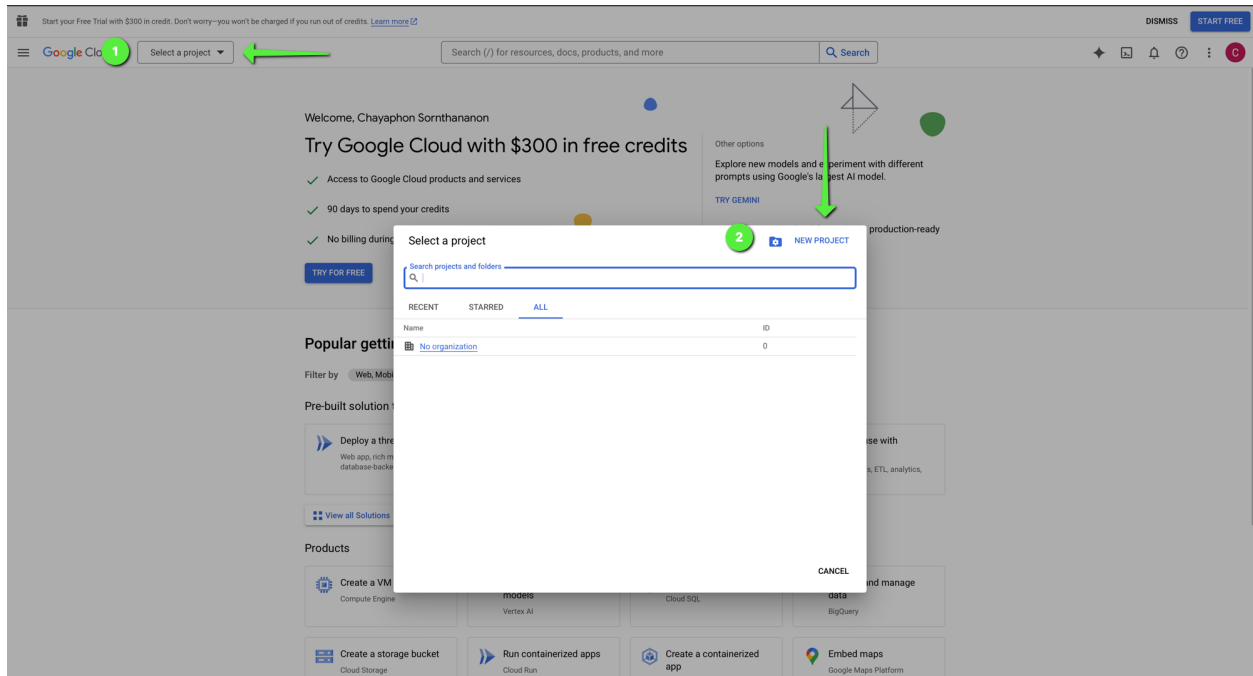 Start your Free Trial with $300 in credit. Don't worry—you won't be charged if you run out of credits. Learn more
DISMISS
START FREE
Google Clo
1
Select a project
Search (/) for resources, docs, products, and more
Search
C
Welcome, Chayaphon Sornthananon
Try Google Cloud with $300 in free credits
Access to Google Cloud products and services
90 days to spend your credits
No billing during
TRY FOR FREE
Other options
Explore new models and experiment with different
prompts using Google's largest AI model.
TRY GEMINI
production-ready
Select a project
2
NEW PROJECT
Search projects and folders
RECENT
STARRED
ALL
Name
ID
No organization
0
CANCEL
Popular getti
Filter by
Web, Mobi
Pre-built solution t
Deploy a thre
Web app, rich m
database-backe
se with
s, ETL, analytics,
View all Solutions
Products
Create a VM
Compute Engine
models
Vertex AI
Cloud SQL
and manage
data
BigQuery
Create a storage bucket
Cloud Storage
Run containerized apps
Cloud Run
Create a containerized
app
Embed maps
Google Maps Platform